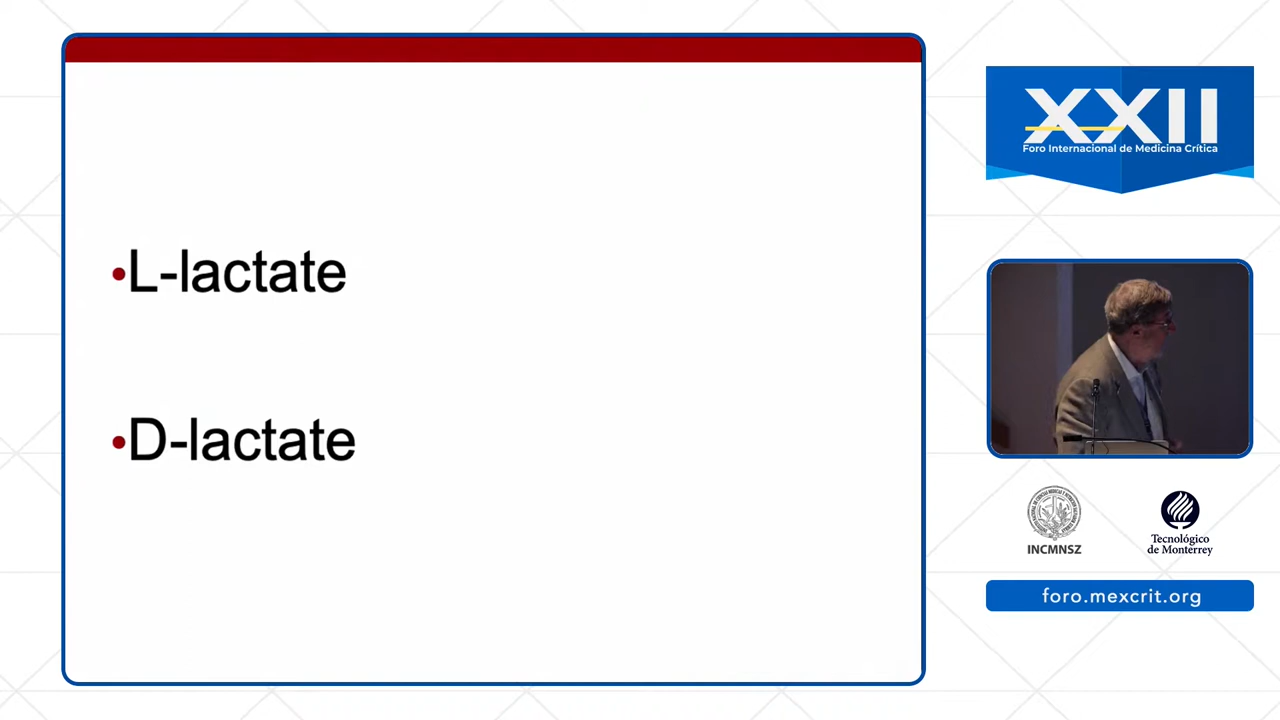 •L-lactate
•D-lactate
XXII
Foro Internacional de Medicina Crítica
INCMNSZ
Tecnológico
de Monterrey
foro.mexcrit.org